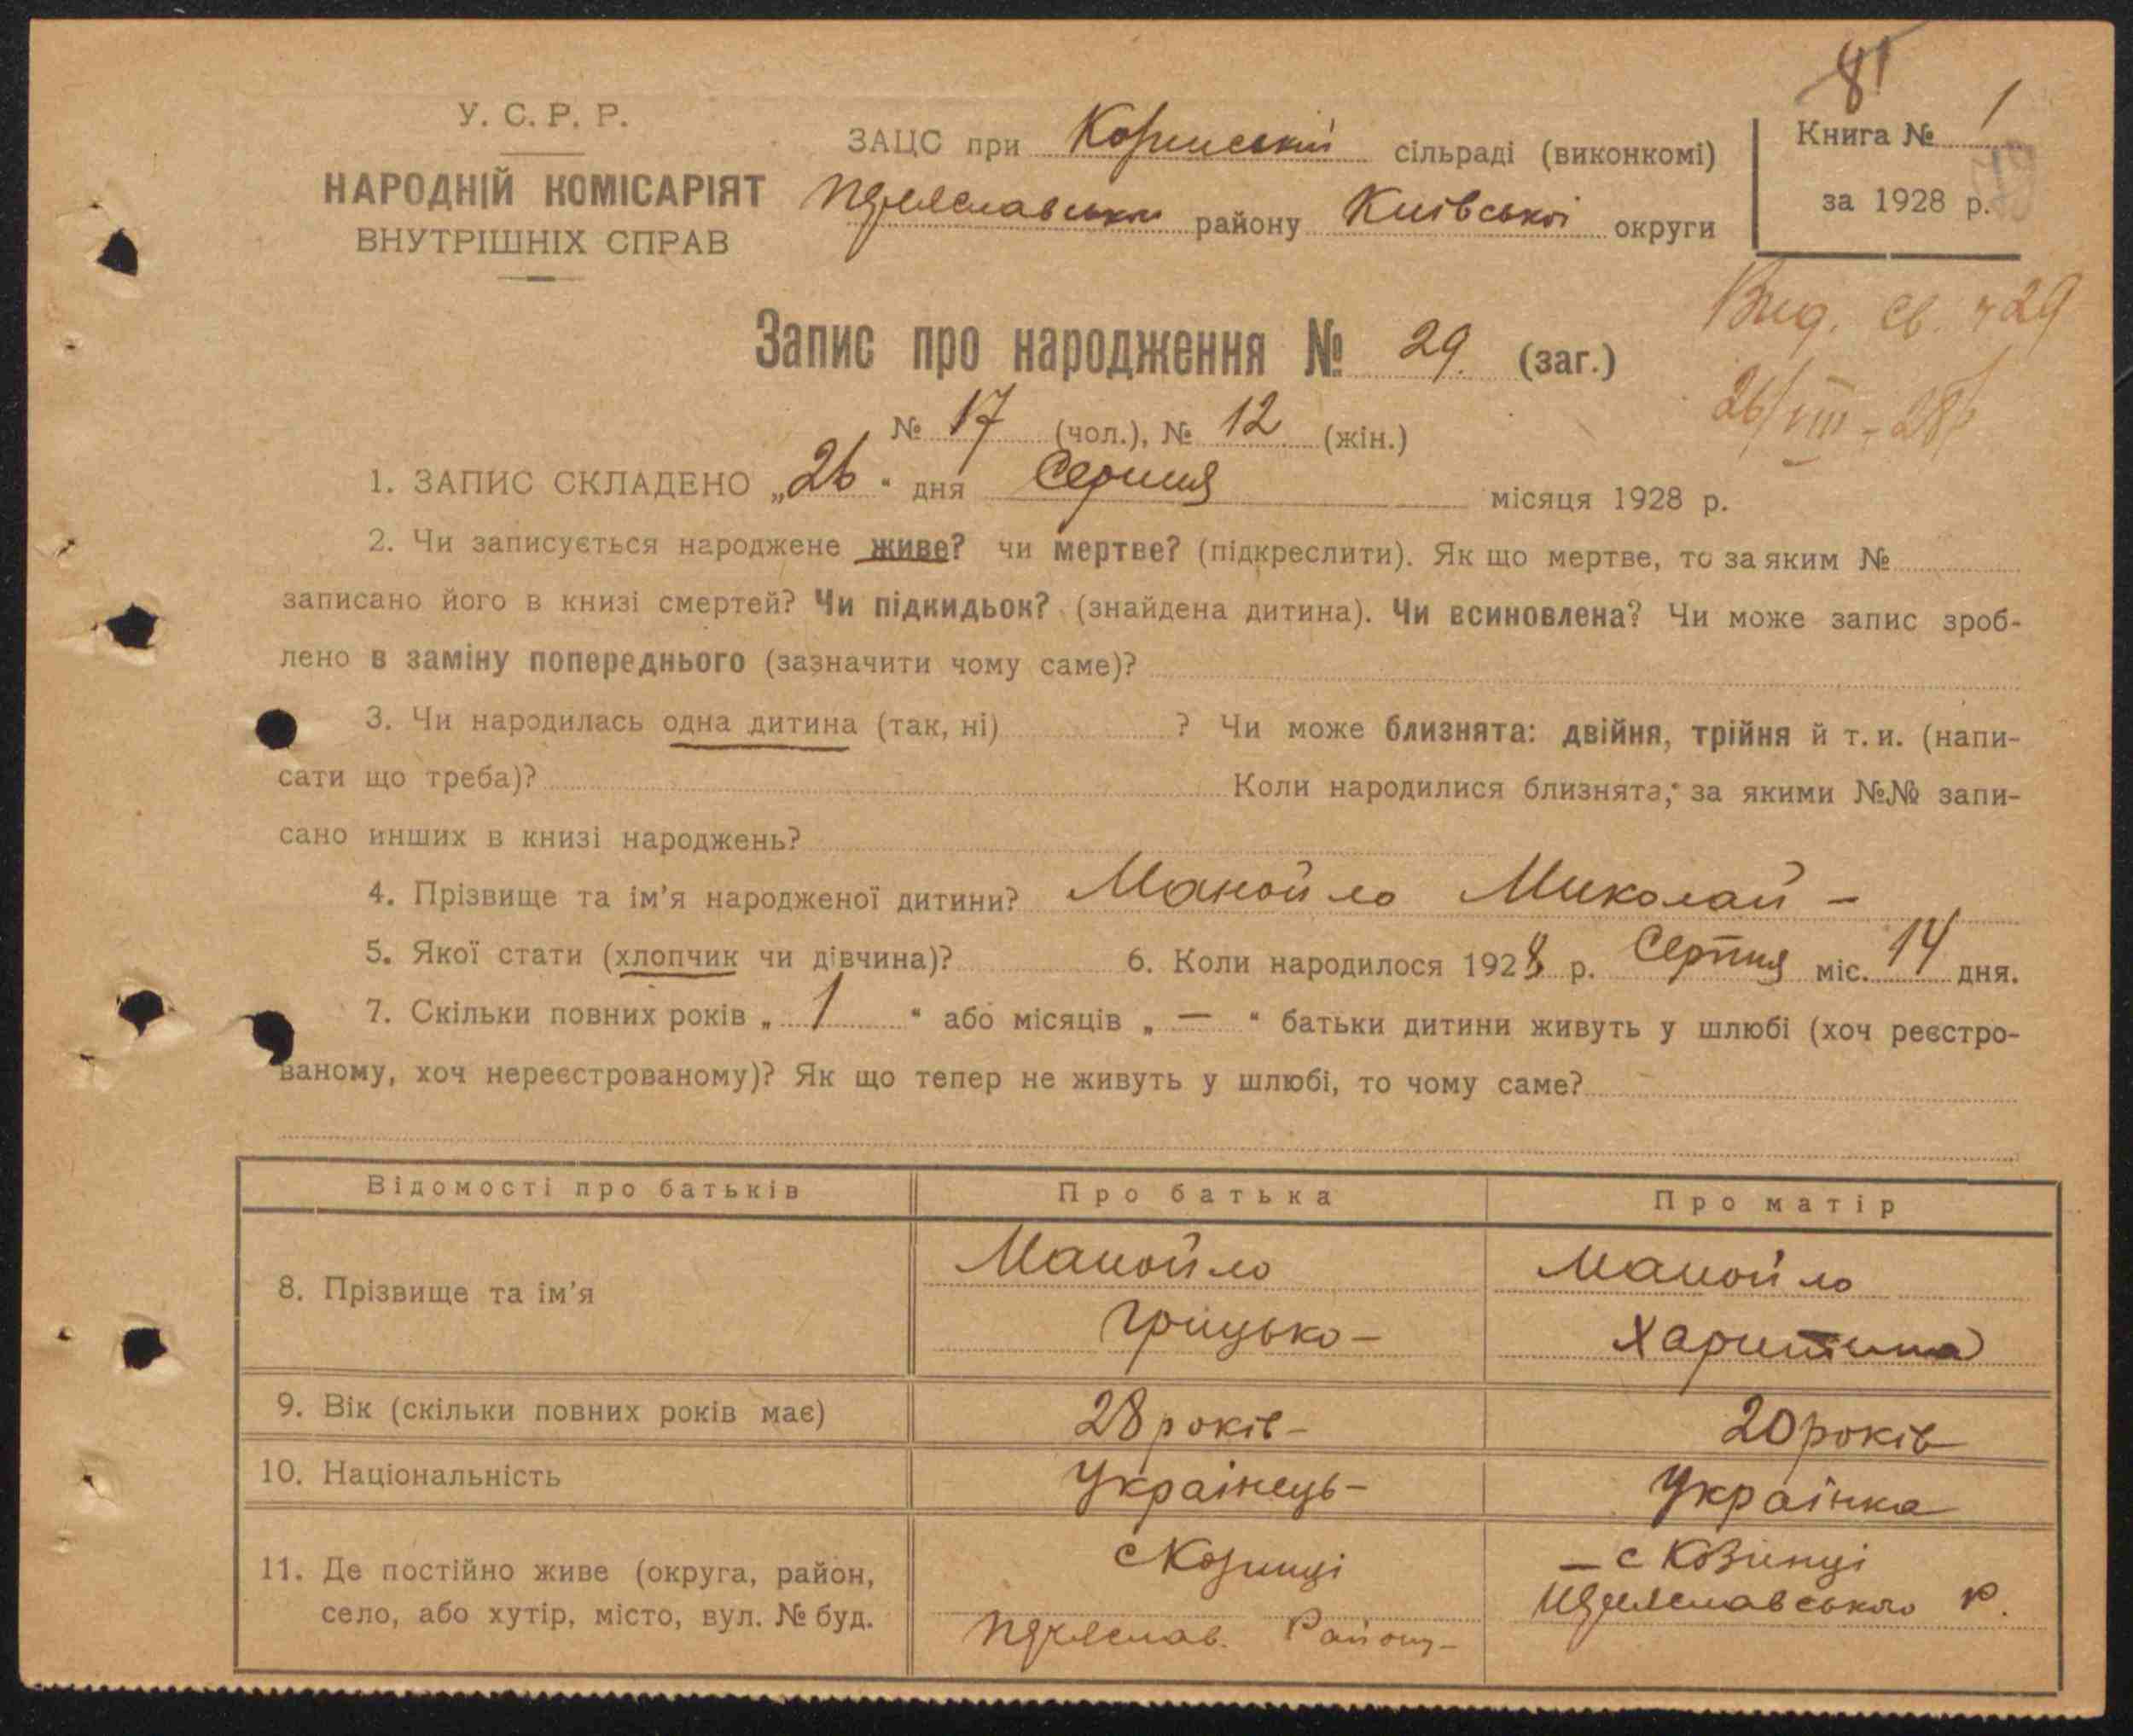 81
У. С. Р. Р.
НАРОДНІЙ КОМІСАРІЯТ
ВНУТРІШНІХ СПРАВ
ЗАЦС при сільраді (виконкомі)
району Київської округи
Книга № 1
79
за 1928 р.
Вид. св. ч 29
26/VIII - 28р
Запис про народження № 29. (заг.)
№ 17 (чол.), № 12 (жін.)
1. ЗАПИС СКЛАДЕНО „26“ дня Серпня місяця 1928 р.
2. Чи записується народжене живе? чи мертве? (підкреслити). Як що мертве, то за яким №
записано його в книзі смертей? Чи підкидьок? (знайдена дитина). Чи всиновлена? Чи може запис зроб-
лено в заміну попереднього (зазначити чому саме)?
3. Чи народилась одна дитина (так, ні) ? Чи може близнята: двійня, трійня й т. и. (напи-
сати що треба)? Коли народилися близнята, за якими №№ запи-
сано инших в книзі народжень?
4. Прізвище та ім'я народженої дитини? Манойло Миколай -
5. Якої стати (хлопчик чи дівчина)? 6. Коли народилося 1928 р. Серпня міс. 14 дня.
7. Скільки повних років „1“ або місяців „—“ батьки дитини живуть у шлюбі (хоч реєстро-
ваному, хоч нереєстрованому)? Як що тепер не живуть у шлюбі, то чому саме?
Відомості про батьків Про батька Про матір
8. Прізвище та ім'я Манойло Манойло
Грицько - Харитина
9. Вік (скільки повних років має) 28 років - 20 років
10. Національність Українець - Українка
11. Де постійно живе (округа, район,
село, або хутір, місто, вул. № буд.
с
Району -
— с Козинці
р.